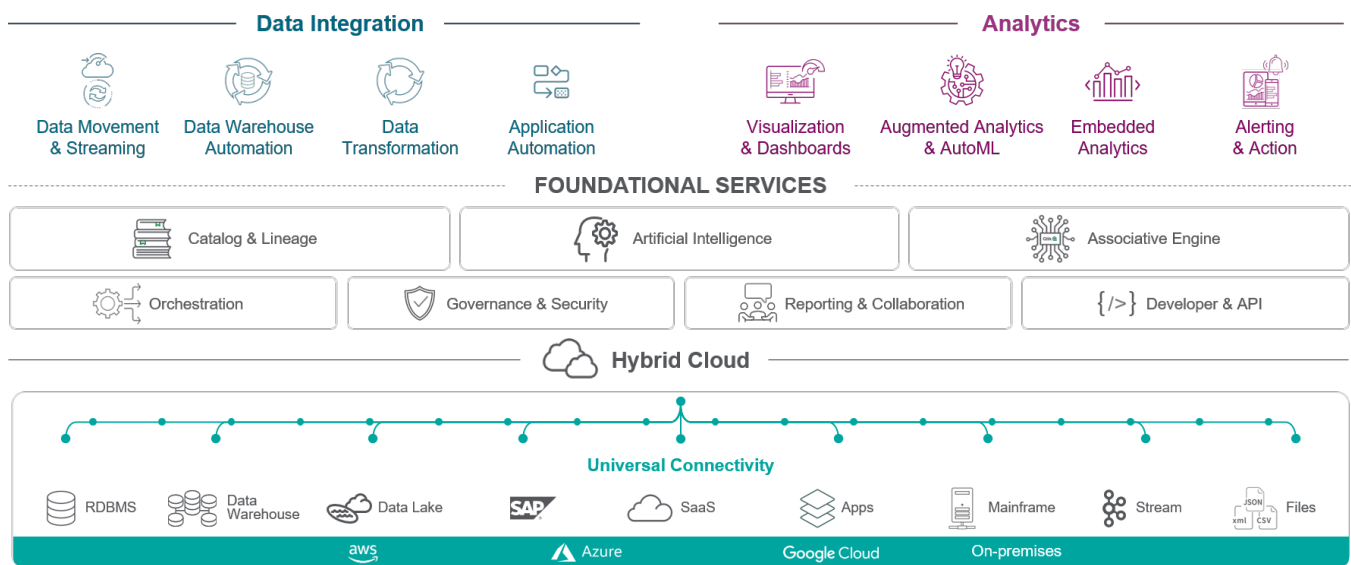 Data Integration
Analytics
Data Movement
& Streaming
Data Warehouse
Automation
Data
Transformation
Application
Automation
Visualization
& Dashboards
Augmented Analytics
& AutoML
Embedded
Analytics
Alerting
& Action
FOUNDATIONAL SERVICES
Catalog & Lineage
Artificial Intelligence
Associative Engine
Orchestration
Governance & Security
Reporting & Collaboration
{/>}
Developer & API
Hybrid Cloud
Universal Connectivity
RDBMS
Data
Warehouse
Data Lake
SAP
SaaS
Apps
Mainframe
Stream
JSON
xml
CSV
Files
aws
Azure
Google Cloud
On-premises